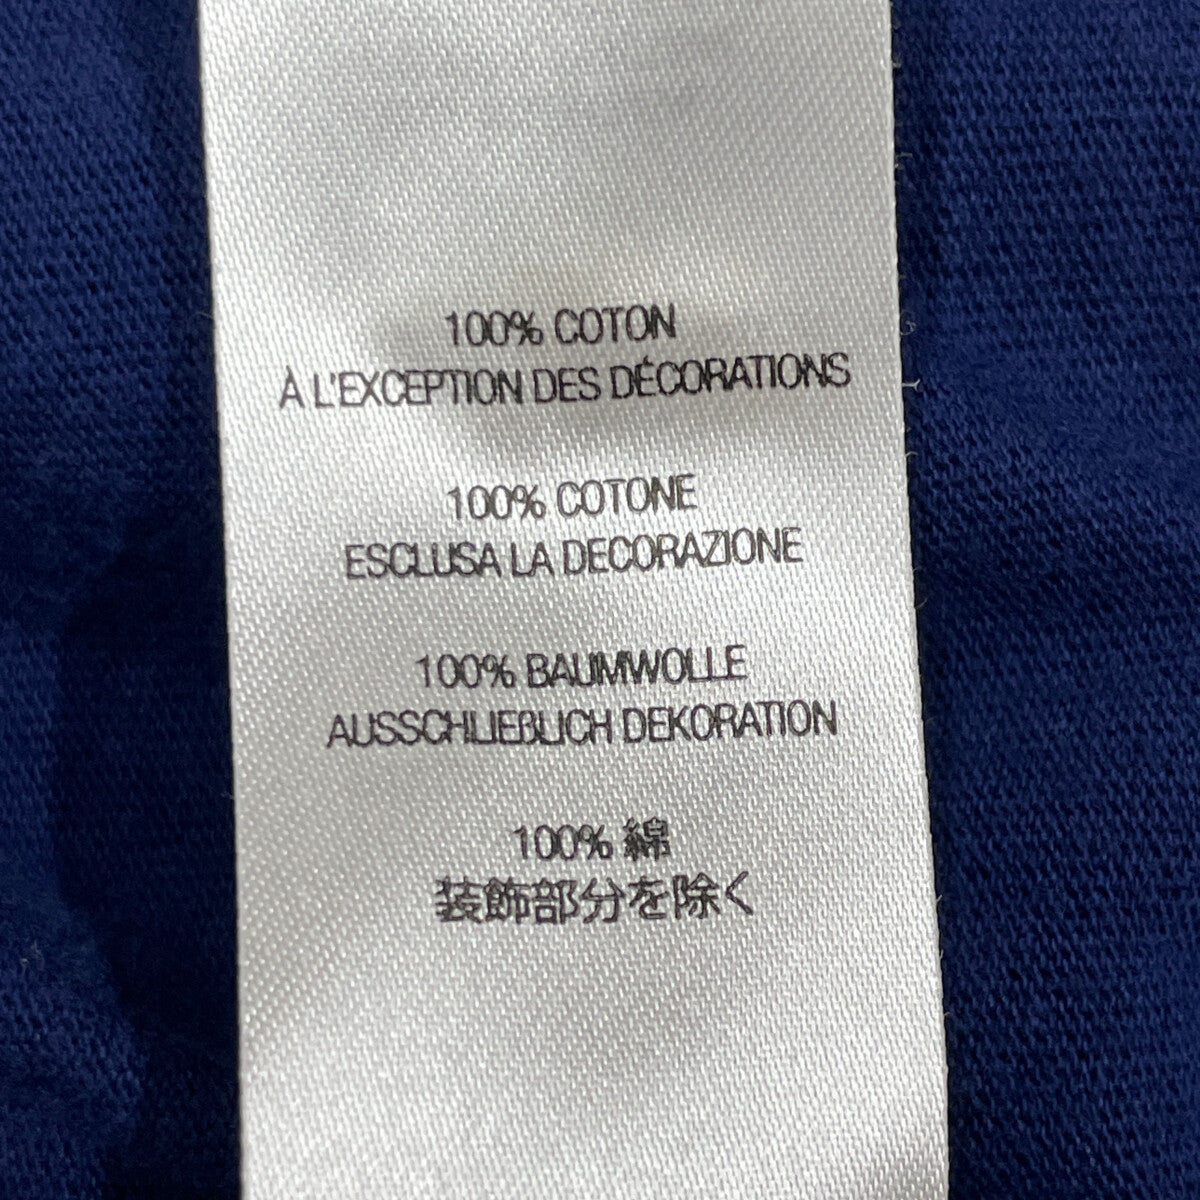 100% COTON
À L'EXCEPTION DES DÉCORATIONS
100% COTONE
ESCLUSA LA DECORAZIONE
100% BAUMWOLLE
AUSSCHLIEßLICH DEKORATION
100% 綿
装飾部分を除く